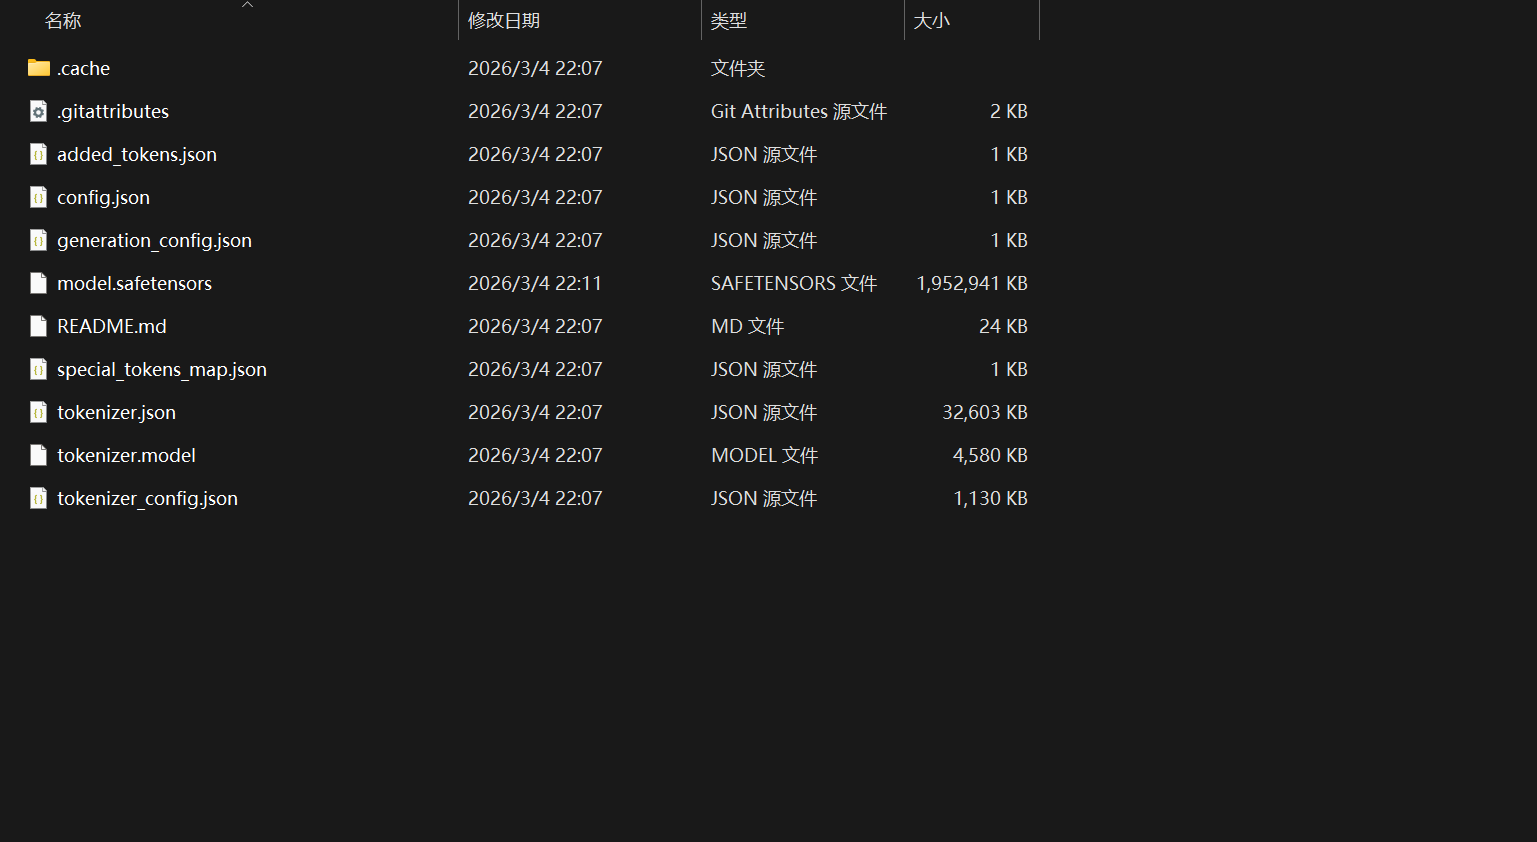 名称 修改日期 类型 大小
.cache 2026/3/4 22:07 文件夹
.gitattributes 2026/3/4 22:07 Git Attributes 源文件 2 KB
added_tokens.json 2026/3/4 22:07 JSON 源文件 1 KB
config.json 2026/3/4 22:07 JSON 源文件 1 KB
generation_config.json 2026/3/4 22:07 JSON 源文件 1 KB
model.safetensors 2026/3/4 22:11 SAFETENSORS 文件 1,952,941 KB
README.md 2026/3/4 22:07 MD 文件 24 KB
special_tokens_map.json 2026/3/4 22:07 JSON 源文件 1 KB
tokenizer.json 2026/3/4 22:07 JSON 源文件 32,603 KB
tokenizer.model 2026/3/4 22:07 MODEL 文件 4,580 KB
tokenizer_config.json 2026/3/4 22:07 JSON 源文件 1,130 KB